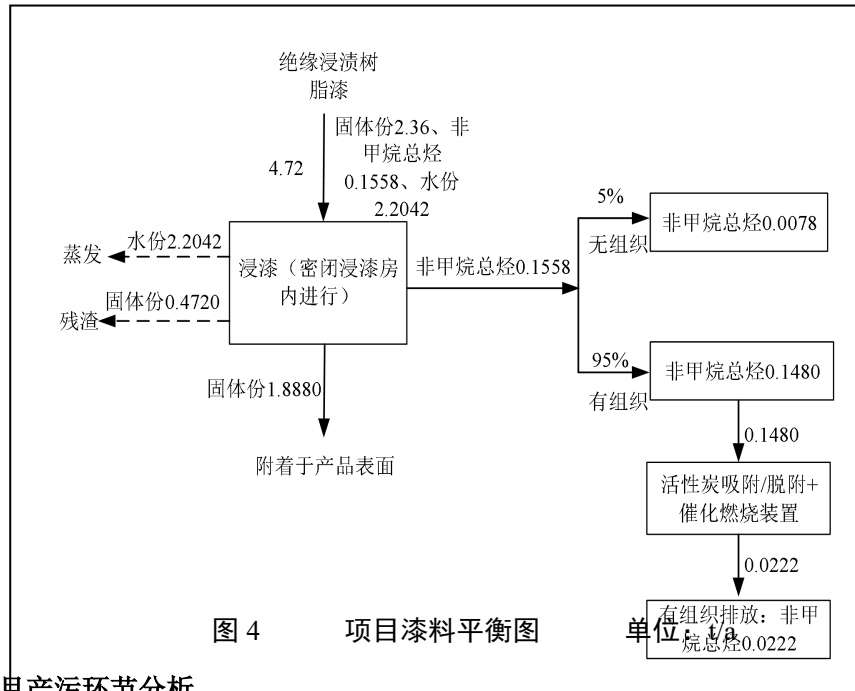 绝缘浸渍树
脂漆
4.72
固体份2.36、非
甲烷总烃
0.1558、水份
2.2042
蒸发
水份2.2042
残渣
固体份0.4720
浸漆（密闭浸漆房
内进行）
非甲烷总烃0.1558
5%
无组织
非甲烷总烃0.0078
95%
有组织
非甲烷总烃0.1480
固体份1.8880
附着于产品表面
0.1480
活性炭吸附/脱附+
催化燃烧装置
0.0222
有组织排放：非甲
烷总烃0.0222
图 4 项目漆料平衡图 单位：t/a
产污环节分析